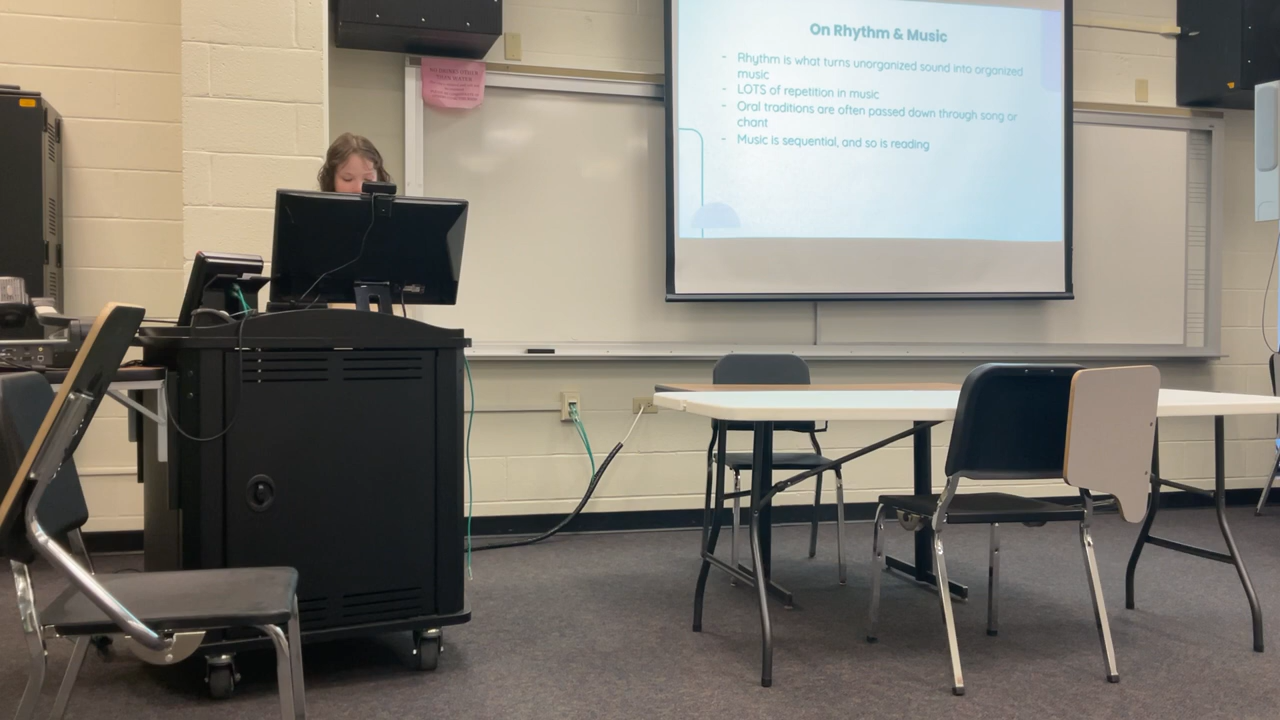 On Rhythm & Music
- Rhythm is what turns unorganized sound into organized
music
- LOTS of repetition in music
- Oral traditions are often passed down through song or
chant
- Music is sequential, and so is reading